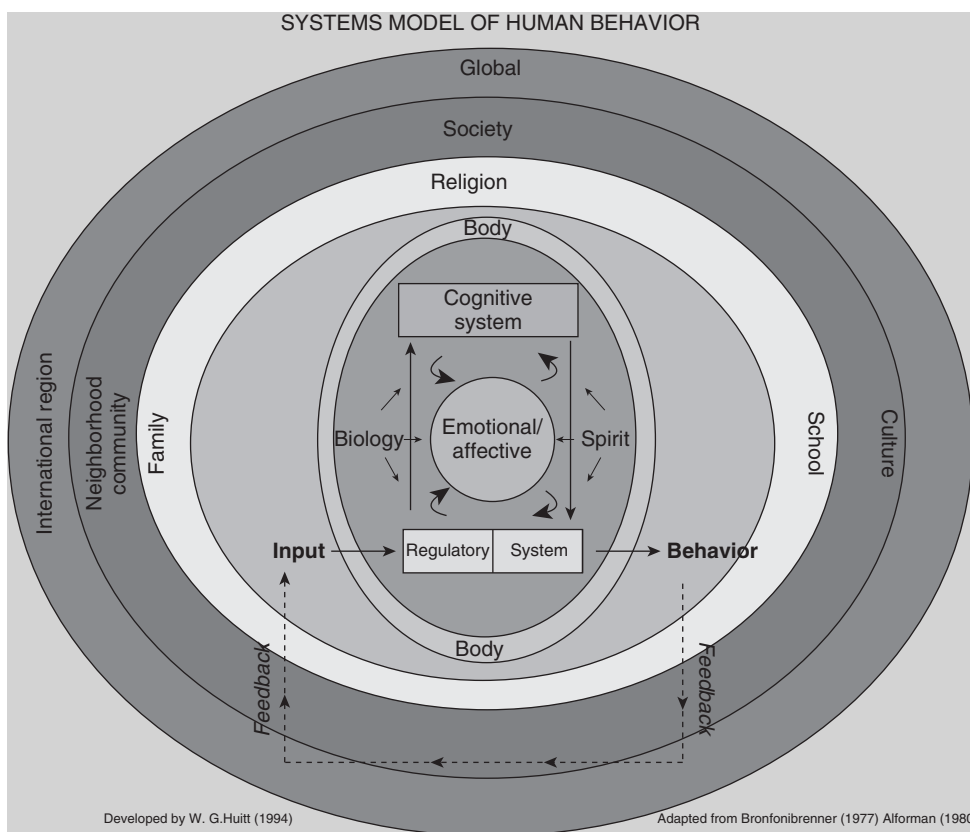 SYSTEMS MODEL OF HUMAN BEHAVIOR
Global
Society
Religion
Body
Cognitive
system
International region
Neighborhood
community
Family
Biology
Emotional/
affective
Spirit
School
Culture
Input
Regulatory
System
Behavior
Body
Feedback
Feedback
Developed by W. G.Huitt (1994)
Adapted from Bronfonibrenner (1977) Alforman (1980